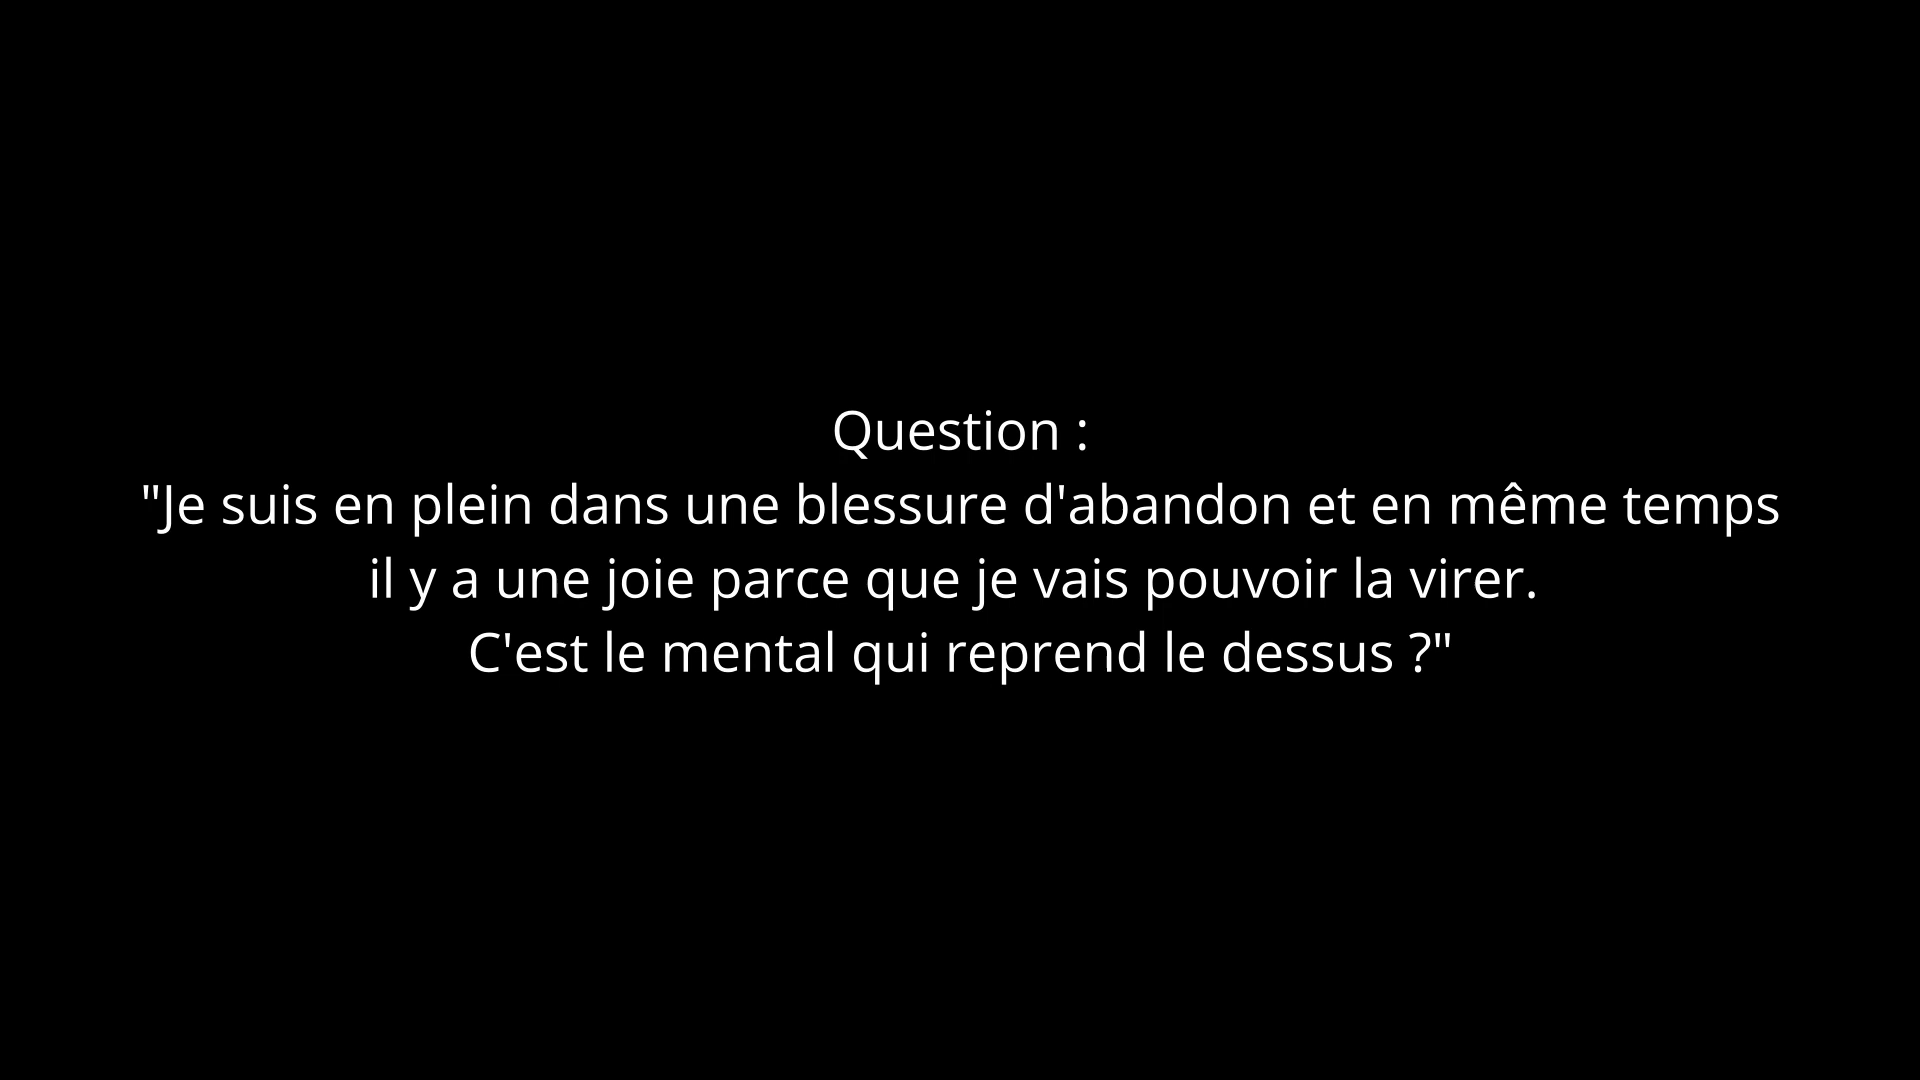 Question :
"Je suis en plein dans une blessure d'abandon et en même temps
il y a une joie parce que je vais pouvoir la virer.
C'est le mental qui reprend le dessus ?"